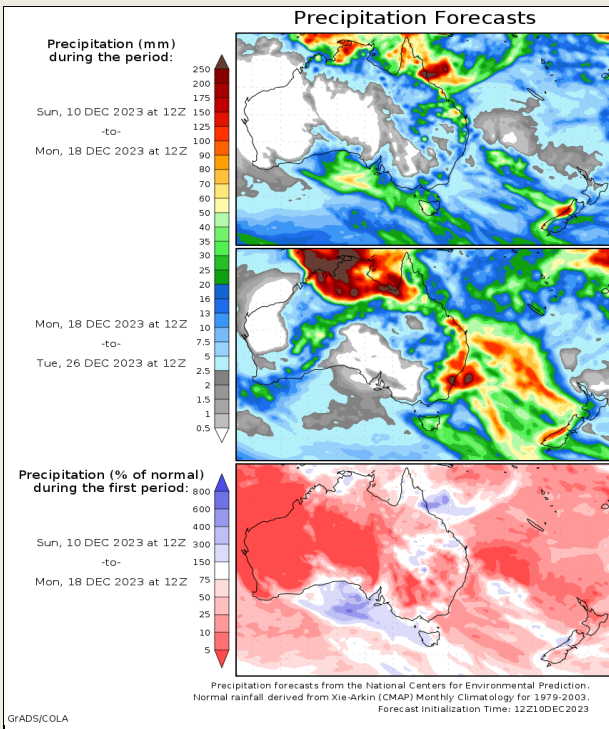 Precipitation Forecasts
Precipitation (mm)
during the period:
Sun, 10 DEC 2023 at 12Z
-to-
Mon, 18 DEC 2023 at 12Z
250
200
175
150
125
100
90
80
70
60
50
40
35
30
25
20
16
13
10
7.5
5
2.5
2
1.5
1
0.5
Mon, 18 DEC 2023 at 12Z
-to-
Tue, 26 DEC 2023 at 12Z
Precipitation (% of normal)
during the first period:
Sun, 10 DEC 2023 at 12Z
-to-
Mon, 18 DEC 2023 at 12Z
800
600
400
300
150
75
50
25
10
5
Precipitation forecasts from the National Centers for Environmental Prediction.
Normal rainfall derived from Xie-Arkin (CMAP) Monthly Climatology for 1979-2003.
Forecast Initialization Time: 12Z10DEC2023
GrADS/COLA